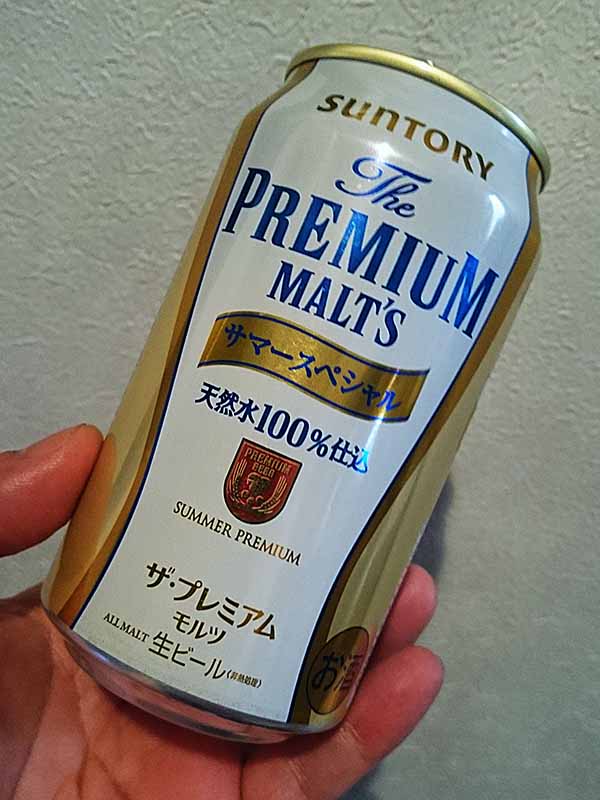 SUNTORY
The
PREMIUM
MALT'S
サマースペシャル
天然水100%仕込
PREMIUM
BEER
SUMMER PREMIUM
ザ・プレミアム
モルツ
ALL MALT 生ビール〈非熱処理〉
お酒